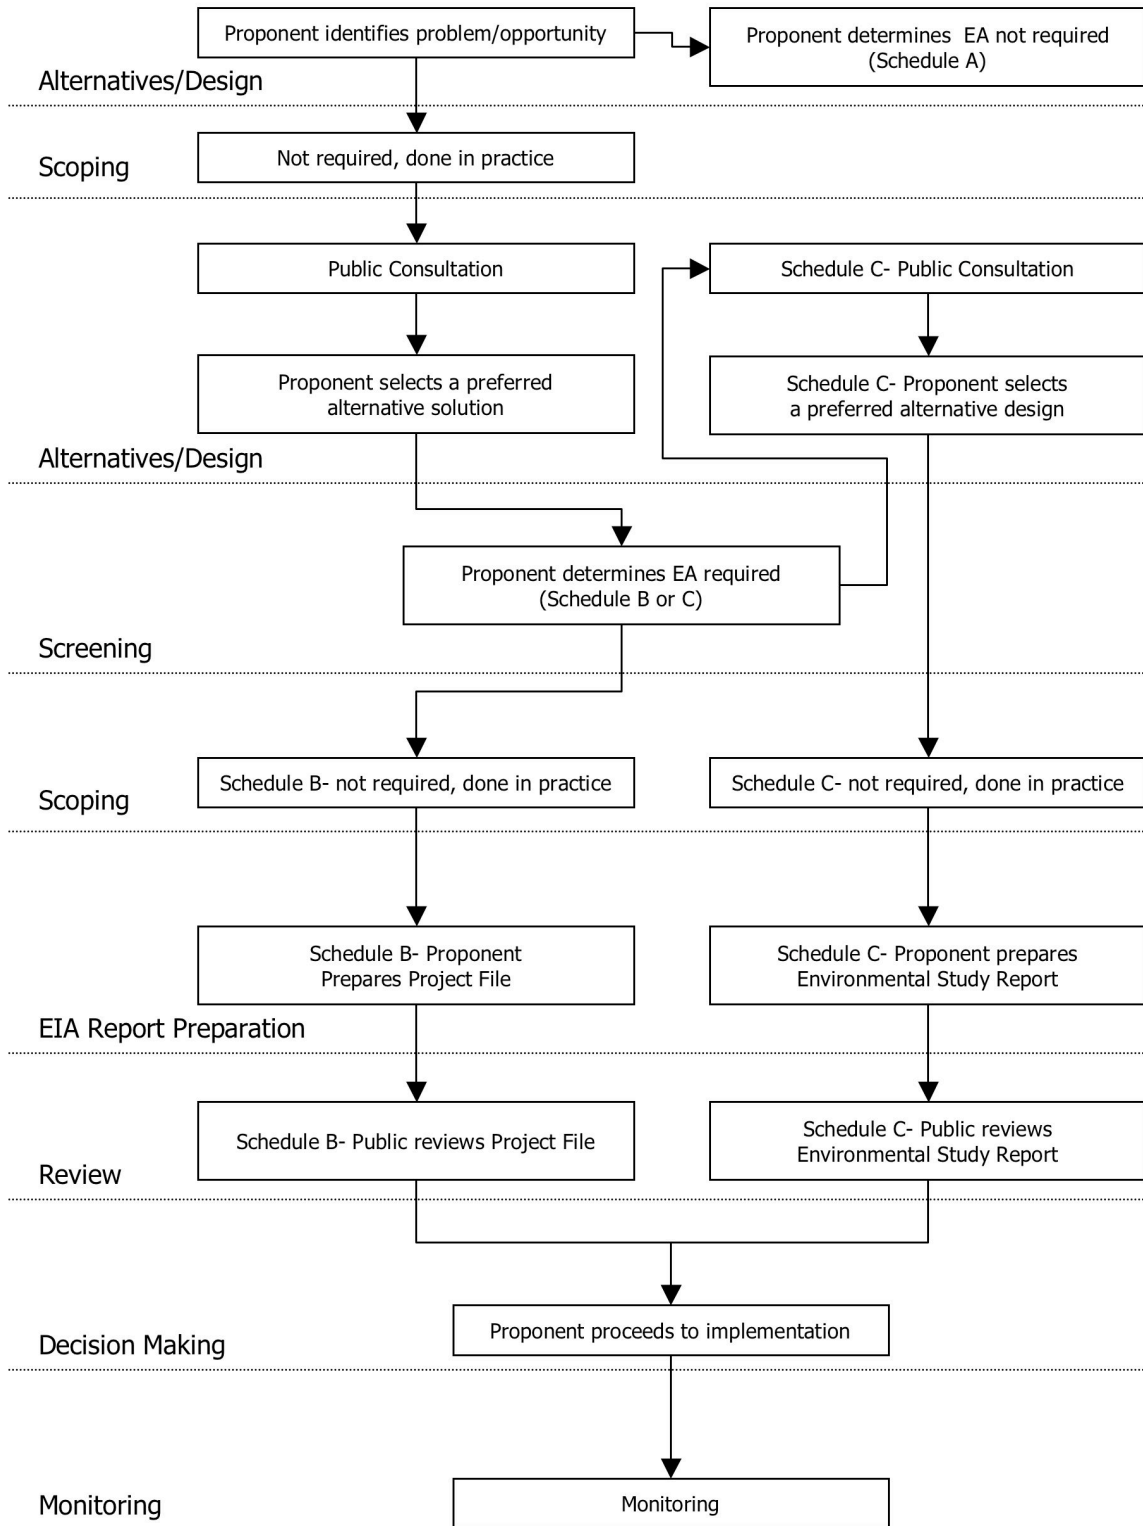 Proponent identifies problem/opportunity
Proponent determines EA not required
(Schedule A)
Alternatives/Design
Not required, done in practice
Scoping
Public Consultation
Schedule C- Public Consultation
Proponent selects a preferred
alternative solution
Schedule C- Proponent selects
a preferred alternative design
Alternatives/Design
Proponent determines EA required
(Schedule B or C)
Screening
Schedule B- not required, done in practice
Schedule C- not required, done in practice
Scoping
Schedule B- Proponent
Prepares Project File
Schedule C- Proponent prepares
Environmental Study Report
EIA Report Preparation
Schedule B- Public reviews Project File
Schedule C- Public reviews
Environmental Study Report
Review
Proponent proceeds to implementation
Decision Making
Monitoring
Monitoring